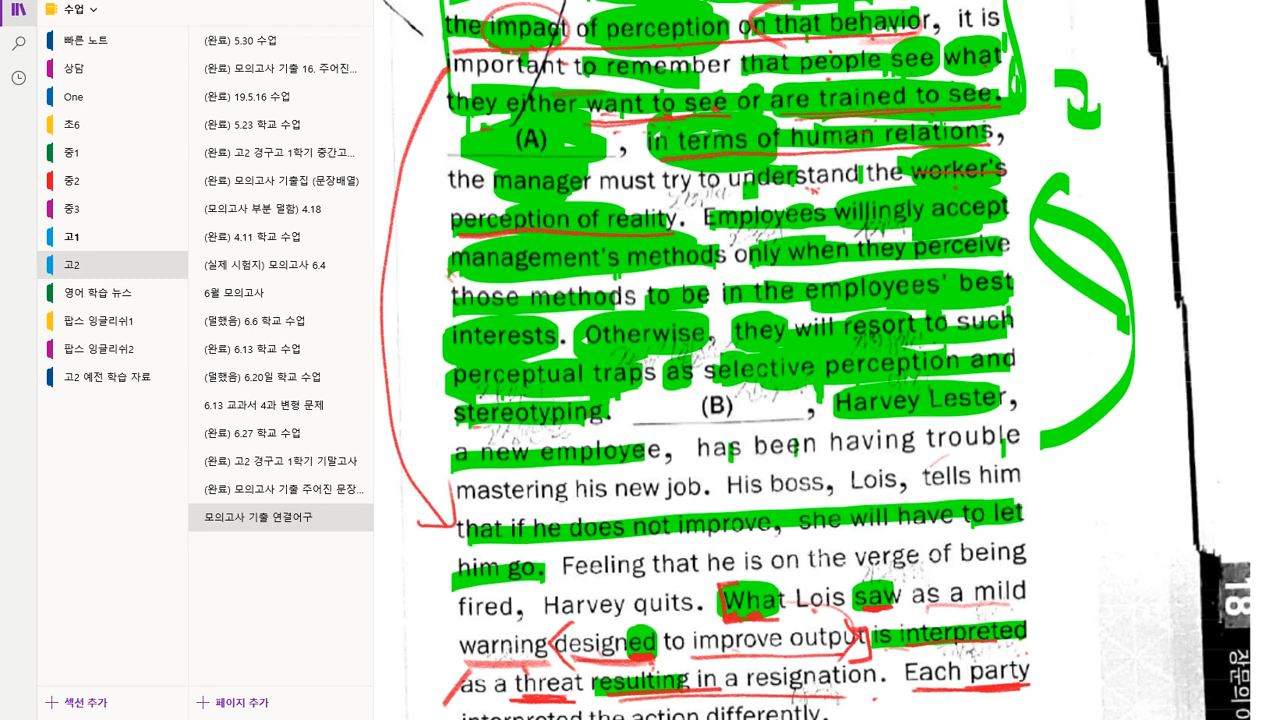 수업
빠른 노트
상담
One
초6
중1
중2
중3
고1
고2
영어 학습 뉴스
팝스 잉글리쉬1
팝스 잉글리쉬2
고2 예전 학습 자료
섹션 추가
(완료) 5.30 수업
(완료) 모의고사 기출 16. 주어진...
(완료) 19.5.16 수업
(완료) 5.23 학교 수업
(완료) 고2 경구고 1학기 중간고...
(완료) 모의고사 기출집 (문장배열)
(모의고사 부분 덜함) 4.18
(완료) 4.11 학교 수업
(실제 시험지) 모의고사 6.4
6월 모의고사
(덜했음) 6.6 학교 수업
(완료) 6.13 학교 수업
(덜했음) 6.20일 학교 수업
6.13 교과서 4과 변형 문제
(완료) 6.27 학교 수업
(완료) 고2 경구고 1학기 기말고사
(완료) 모의고사 기출 주어진 문장...
모의고사 기출 연결어구
페이지 추가
the impact of perception on that behavior, it is
important to remember that people see what
they either want to see or are trained to see.
(A) , in terms of human relations,
the manager must try to understand the worker's
perception of reality. Employees willingly accept
management's methods only when they perceive
those methods to be in the employees' best
interests. Otherwise, they will resort to such
perceptual traps as selective perception and
stereotyping. (B) , Harvey Lester,
a new employee, has been having trouble
mastering his new job. His boss, Lois, tells him
that if he does not improve, she will have to let
him go. Feeling that he is on the verge of being
fired, Harvey quits. What Lois saw as a mild
warning designed to improve output is interpreted
as a threat resulting in a resignation. Each party
interpreted the action differently.
18